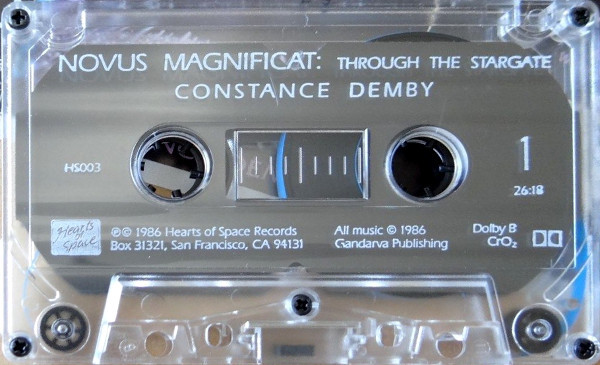 NOVUS MAGNIFICAT: THROUGH THE STARGATE
CONSTANCE DEMBY
HS003
1
26:18
Hearts of Space
℗© 1986 Hearts of Space Records
Box 31321, San Francisco, CA 94131
All music © 1986
Gandarva Publishing
Dolby B
CrO₂